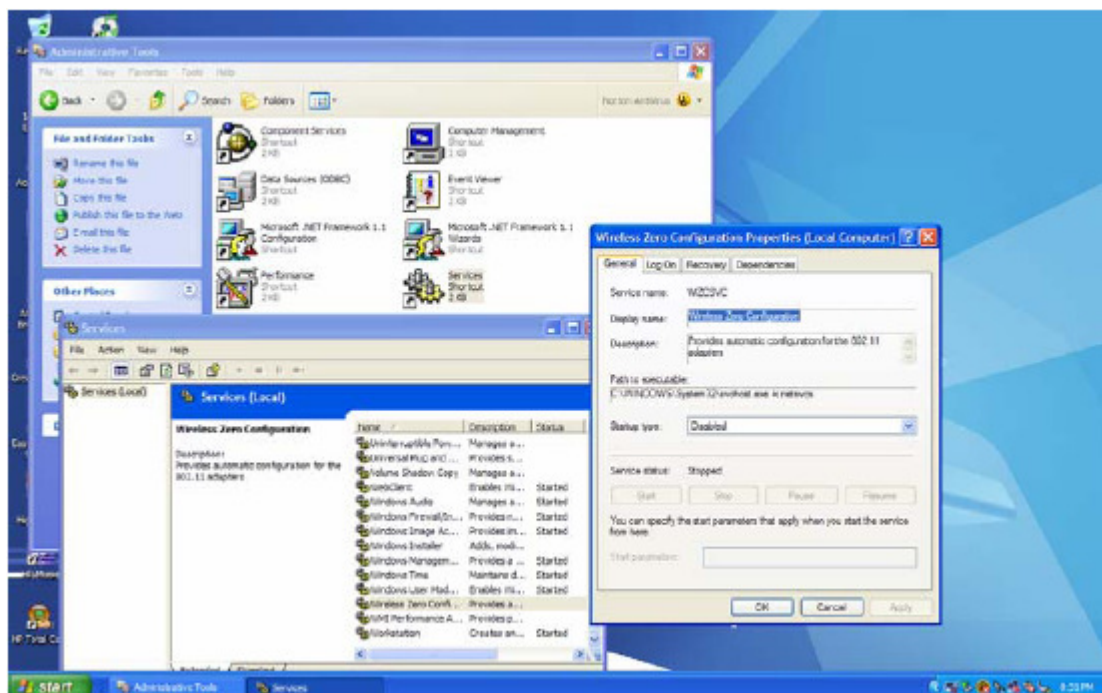 Administrative Tools
File Edit View Favorites Tools Help
Back Search Folders
Norton AntiVirus
File and Folder Tasks
Rename this file
Move this file
Copy this file
Publish this file to the Web
E-mail this file
Delete this file
Other Places
Component Services
Shortcut
2 KB
Computer Management
Shortcut
2 KB
Data Sources (ODBC)
Shortcut
2 KB
Event Viewer
Shortcut
2 KB
Microsoft .NET Framework 1.1
Configuration
Shortcut
Microsoft .NET Framework 1.1
Wizards
Shortcut
Performance
Shortcut
2 KB
Services
Shortcut
2 KB
Services
File Action View Help
Services (Local)
Services (Local)
Wireless Zero Configuration
Description:
Provides automatic configuration for the
802.11 adapters
Name Description Status
Uninterruptible Pow... Manages a...
Universal Plug and ... Provides s...
Volume Shadow Copy Manages a...
WebClient Enables Wi... Started
Windows Audio Manages a... Started
Windows Firewall/In... Provides n... Started
Windows Image Ac... Provides im... Started
Windows Installer Adds, modi...
Windows Managem... Provides a ... Started
Windows Time Maintains d... Started
Windows User Mod... Enables Wi... Started
Wireless Zero Confi... Provides a...
WMI Performance A... Provides p...
Workstation Creates an... Started
Extended Standard
Wireless Zero Configuration Properties (Local Computer)
General Log On Recovery Dependencies
Service name: WZCSVC
Display name: Wireless Zero Configuration
Description: Provides automatic configuration for the 802.11
adapters
Path to executable:
C:\WINDOWS\System32\svchost.exe -k netsvcs
Startup type: Disabled
Service status: Stopped
Start Stop Pause Resume
You can specify the start parameters that apply when you start the service
from here.
Start parameters:
OK Cancel Apply
HP Total Co
start Administrative Tools Services